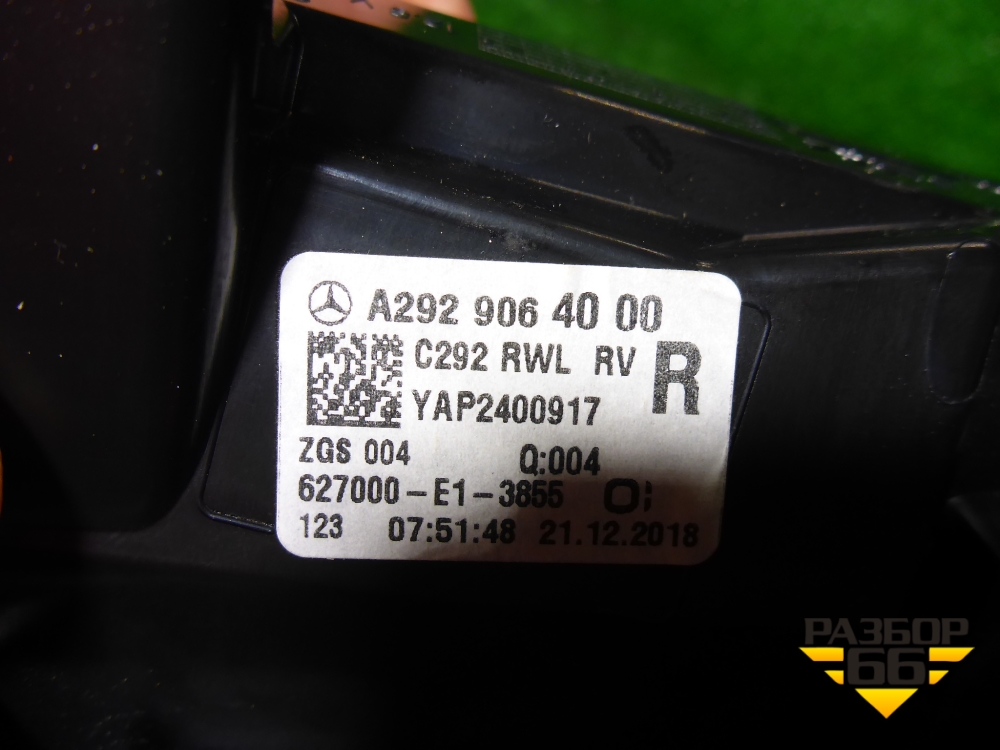 A292 906 40 00
C292 RWL RV R
YAP2400917
ZGS 004 Q:004
627000-E1-3855
123 07:51:48 21.12.2018
РАЗБОР
66